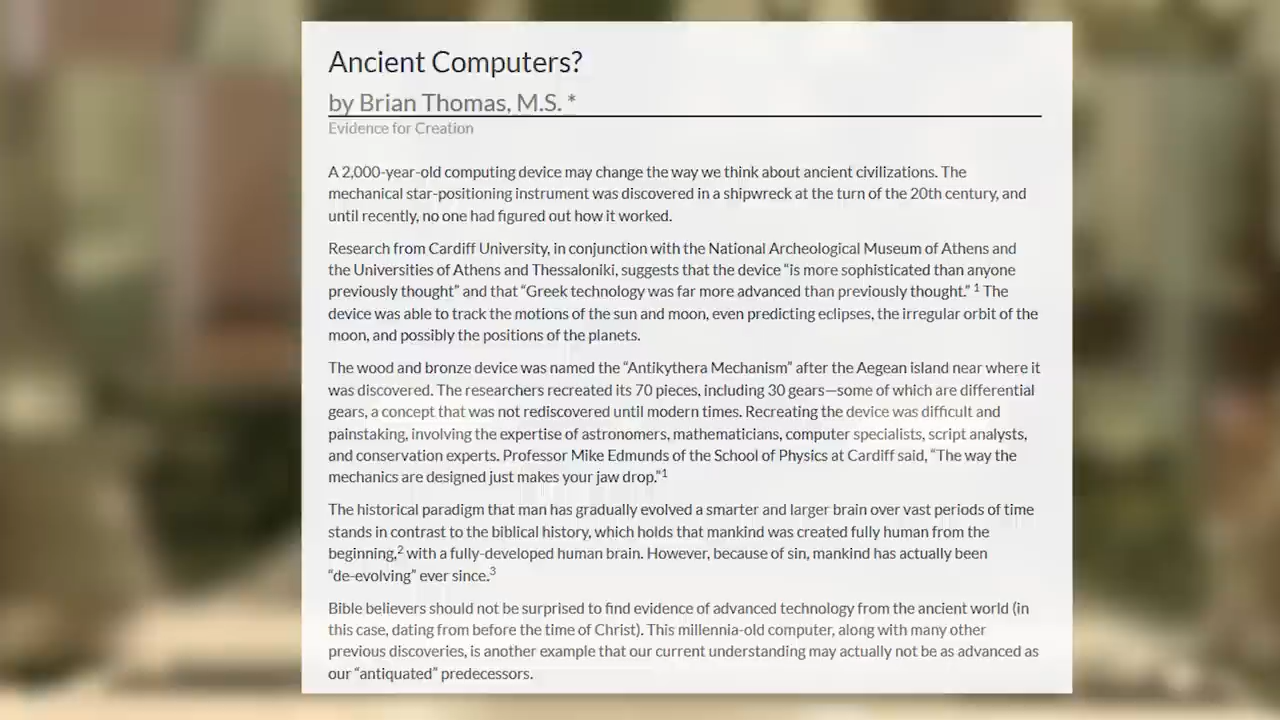 Ancient Computers?
by Brian Thomas, M.S. *
Evidence for Creation
A 2,000-year-old computing device may change the way we think about ancient civilizations. The
mechanical star-positioning instrument was discovered in a shipwreck at the turn of the 20th century, and
until recently, no one had figured out how it worked.
Research from Cardiff University, in conjunction with the National Archeological Museum of Athens and
the Universities of Athens and Thessaloniki, suggests that the device “is more sophisticated than anyone
previously thought” and that “Greek technology was far more advanced than previously thought.” 1 The
device was able to track the motions of the sun and moon, even predicting eclipses, the irregular orbit of the
moon, and possibly the positions of the planets.
The wood and bronze device was named the “Antikythera Mechanism” after the Aegean island near where it
was discovered. The researchers recreated its 70 pieces, including 30 gears—some of which are differential
gears, a concept that was not rediscovered until modern times. Recreating the device was difficult and
painstaking, involving the expertise of astronomers, mathematicians, computer specialists, script analysts,
and conservation experts. Professor Mike Edmunds of the School of Physics at Cardiff said, “The way the
mechanics are designed just makes your jaw drop.”1
The historical paradigm that man has gradually evolved a smarter and larger brain over vast periods of time
stands in contrast to the biblical history, which holds that mankind was created fully human from the
beginning,2 with a fully-developed human brain. However, because of sin, mankind has actually been
“de-evolving” ever since.3
Bible believers should not be surprised to find evidence of advanced technology from the ancient world (in
this case, dating from before the time of Christ). This millennia-old computer, along with many other
previous discoveries, is another example that our current understanding may actually not be as advanced as
our “antiquated” predecessors.